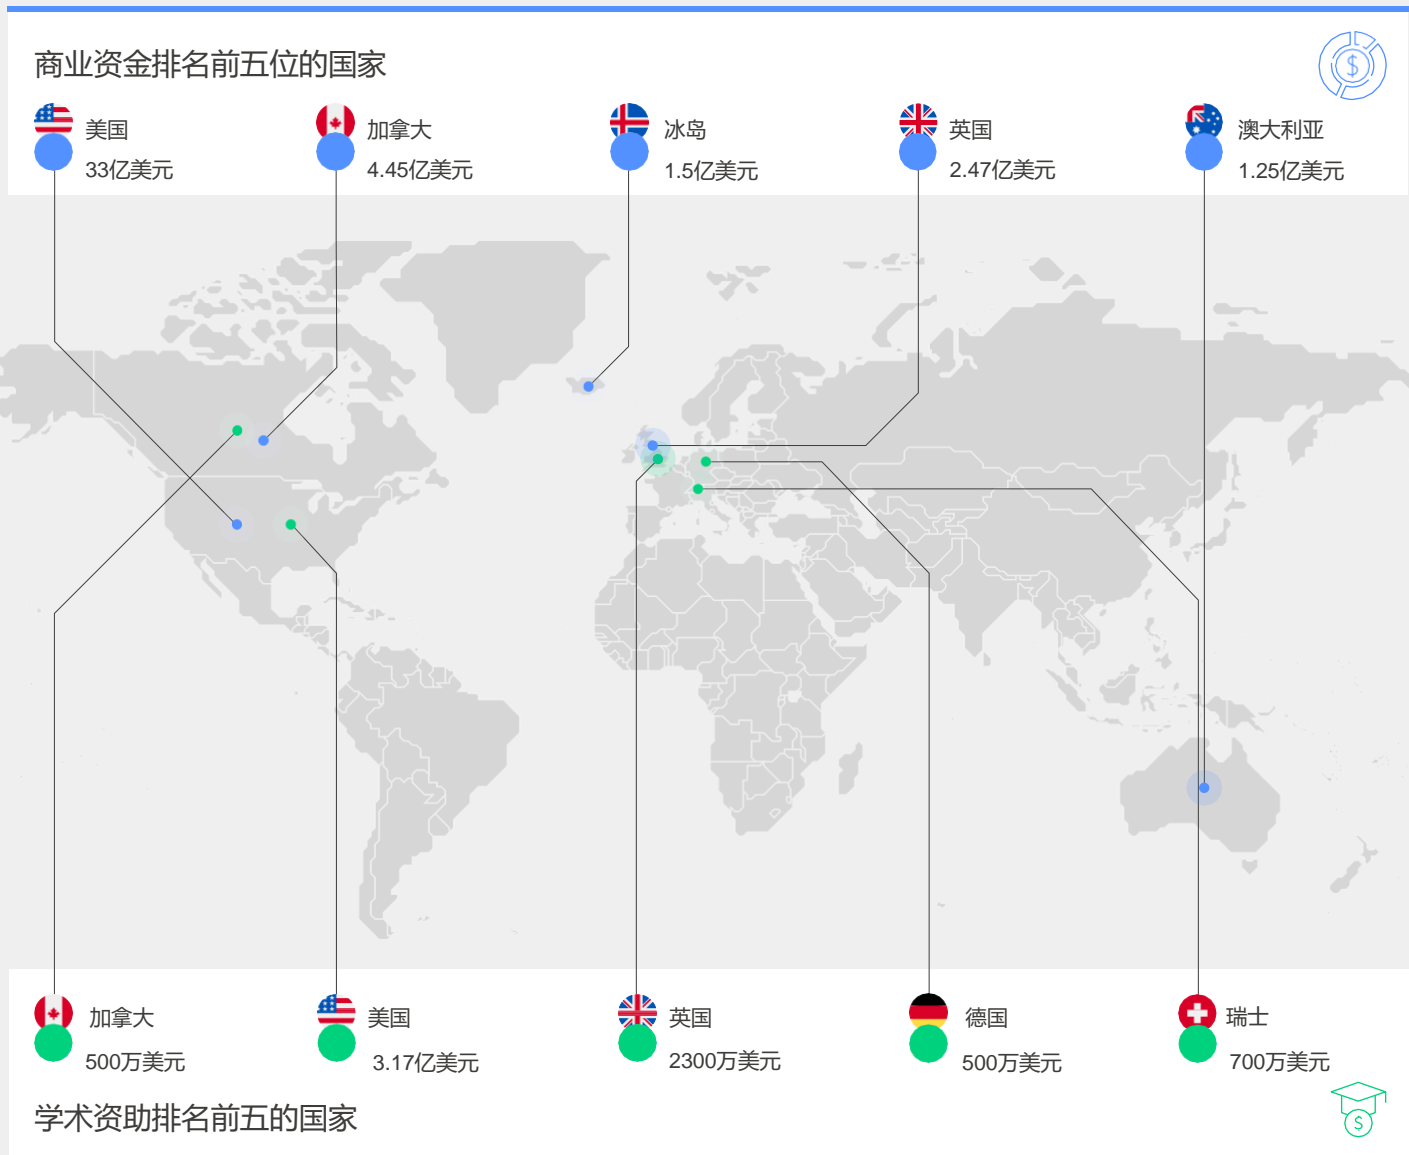 商业资金排名前五位的国家
$
美国
33亿美元
加拿大
4.45亿美元
冰岛
1.5亿美元
英国
2.47亿美元
澳大利亚
1.25亿美元
加拿大
500万美元
美国
3.17亿美元
英国
2300万美元
德国
500万美元
瑞士
700万美元
学术资助排名前五的国家
$